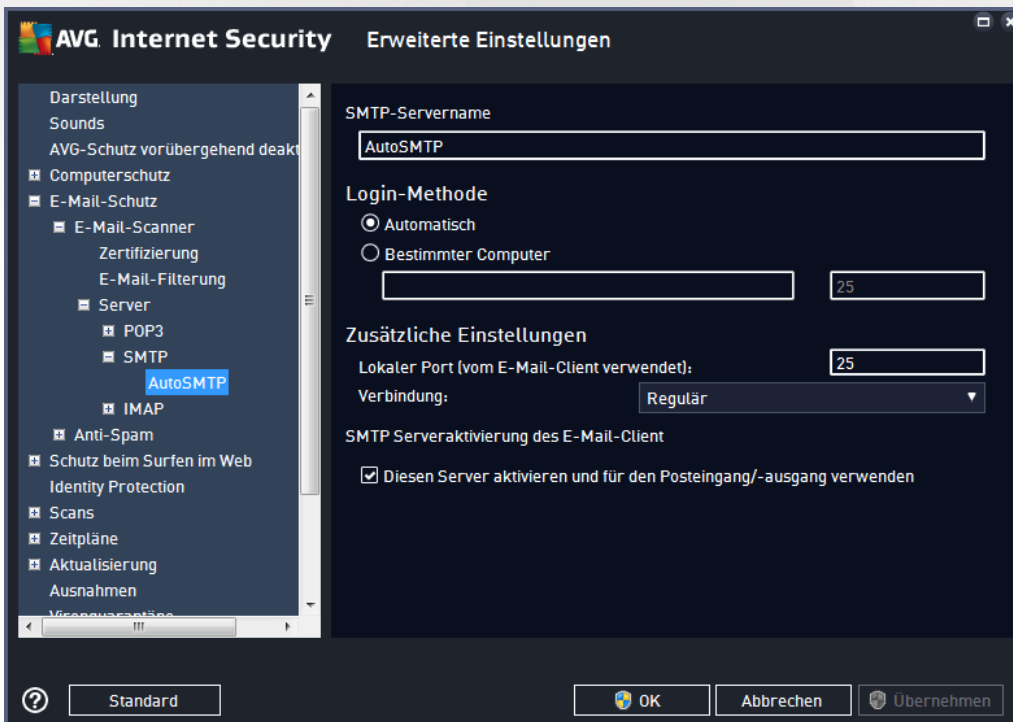 AVG Internet Security Erweiterte Einstellungen
Darstellung
Sounds
AVG-Schutz vorübergehend deakt
Computerschutz
E-Mail-Schutz
E-Mail-Scanner
Zertifizierung
E-Mail-Filterung
Server
POP3
SMTP
AutoSMTP
IMAP
Anti-Spam
Schutz beim Surfen im Web
Identity Protection
Scans
Zeitpläne
Aktualisierung
Ausnahmen
Virenquarantäne
SMTP-Servername
AutoSMTP
Login-Methode
Automatisch
Bestimmter Computer
25
Zusätzliche Einstellungen
Lokaler Port (vom E-Mail-Client verwendet): 25
Verbindung: Regulär
SMTP Serveraktivierung des E-Mail-Client
Diesen Server aktivieren und für den Posteingang/-ausgang verwenden
? Standard OK Abbrechen Übernehmen